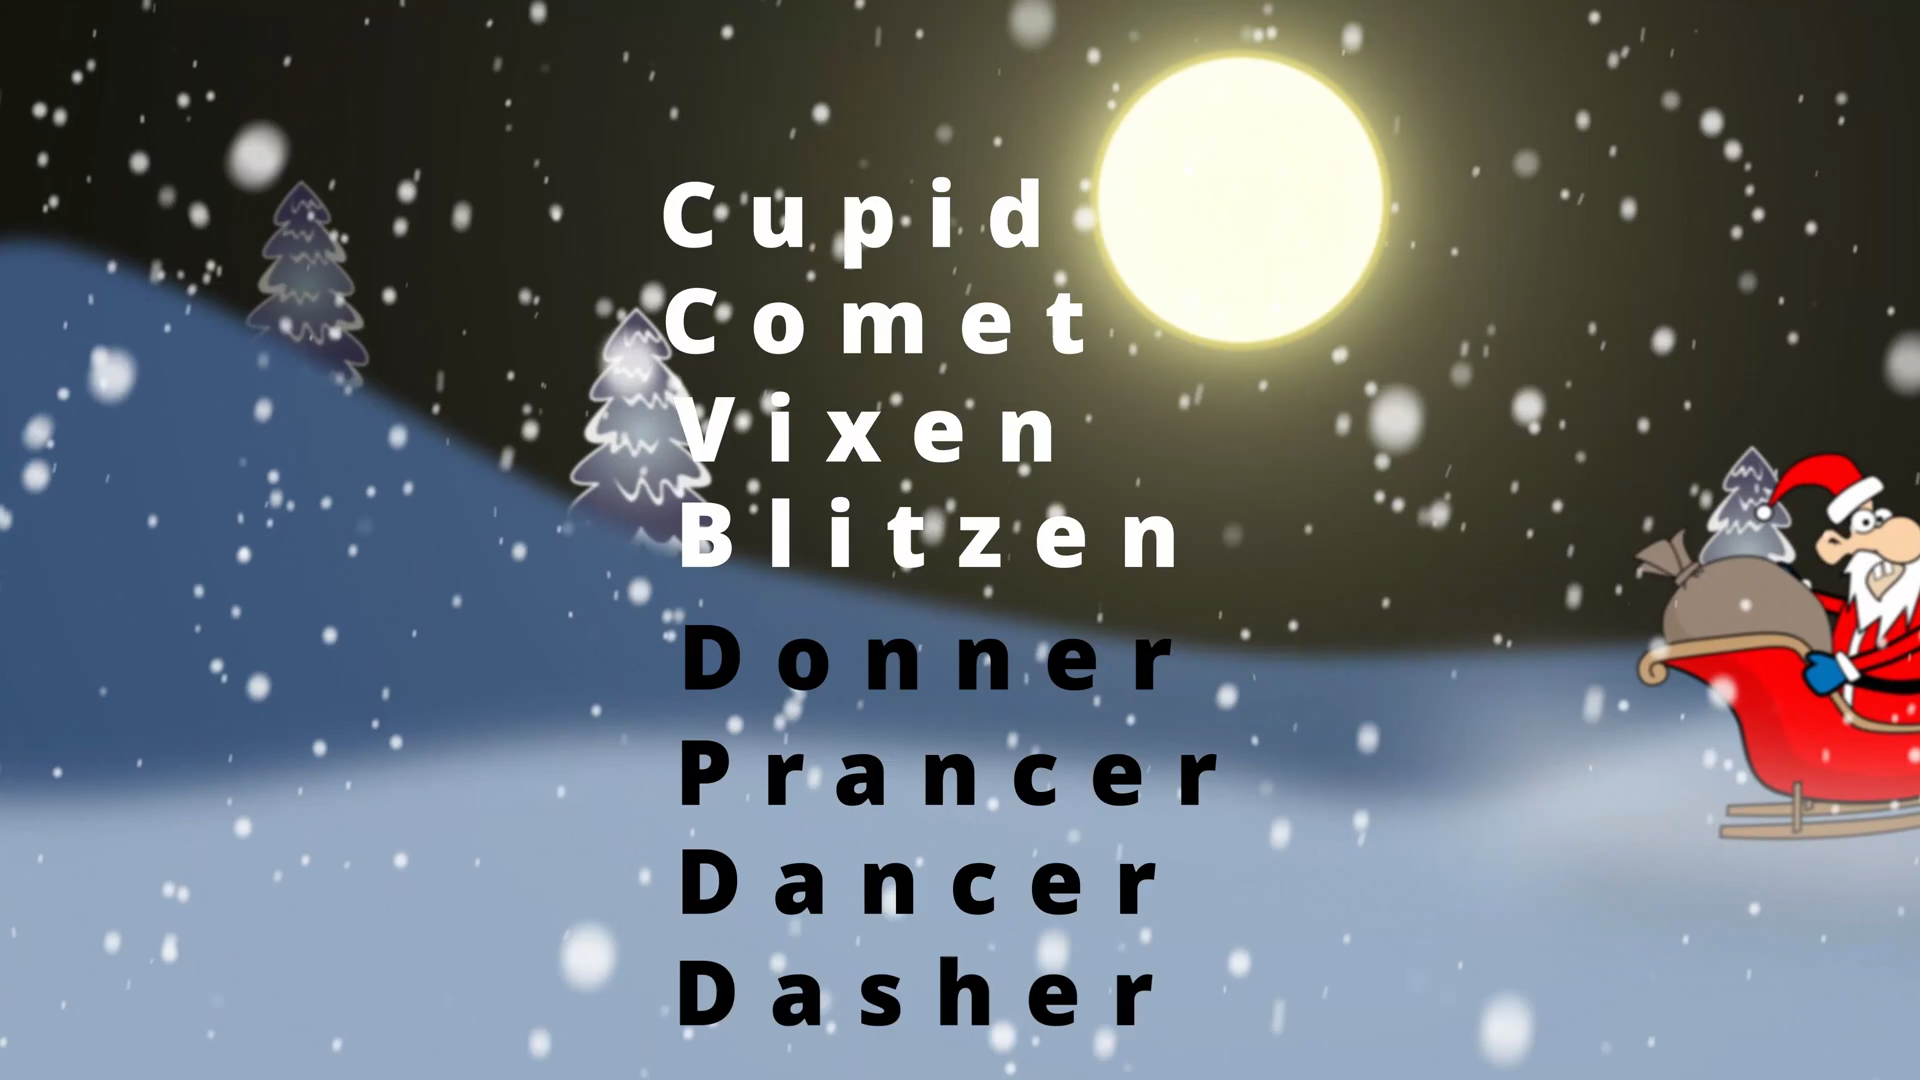 Cupid
Comet
Vixen
Blitzen
Donner
Prancer
Dancer
Dasher